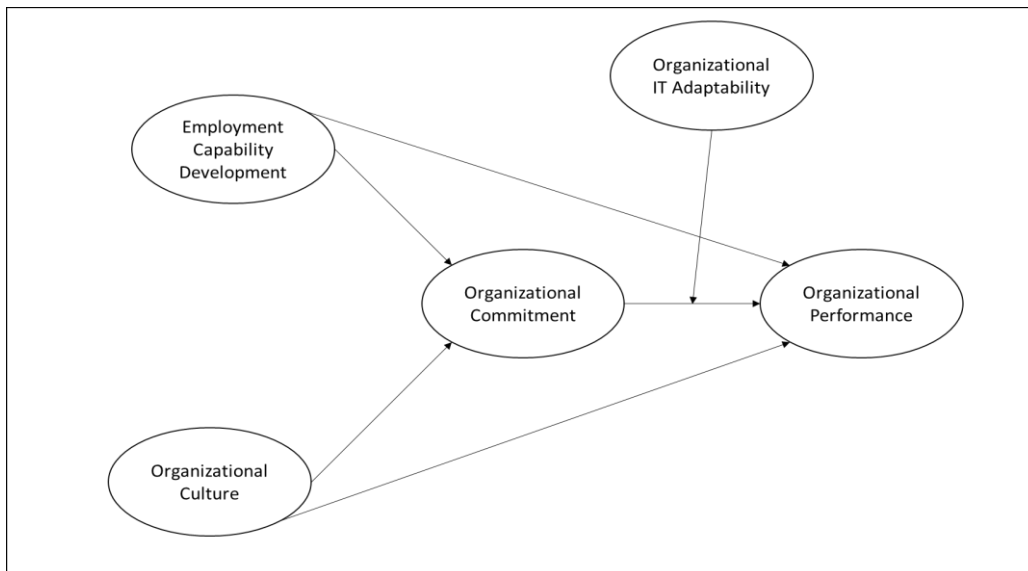 Organizational
IT Adaptability
Employment
Capability
Development
Organizational
Commitment
Organizational
Performance
Organizational
Culture